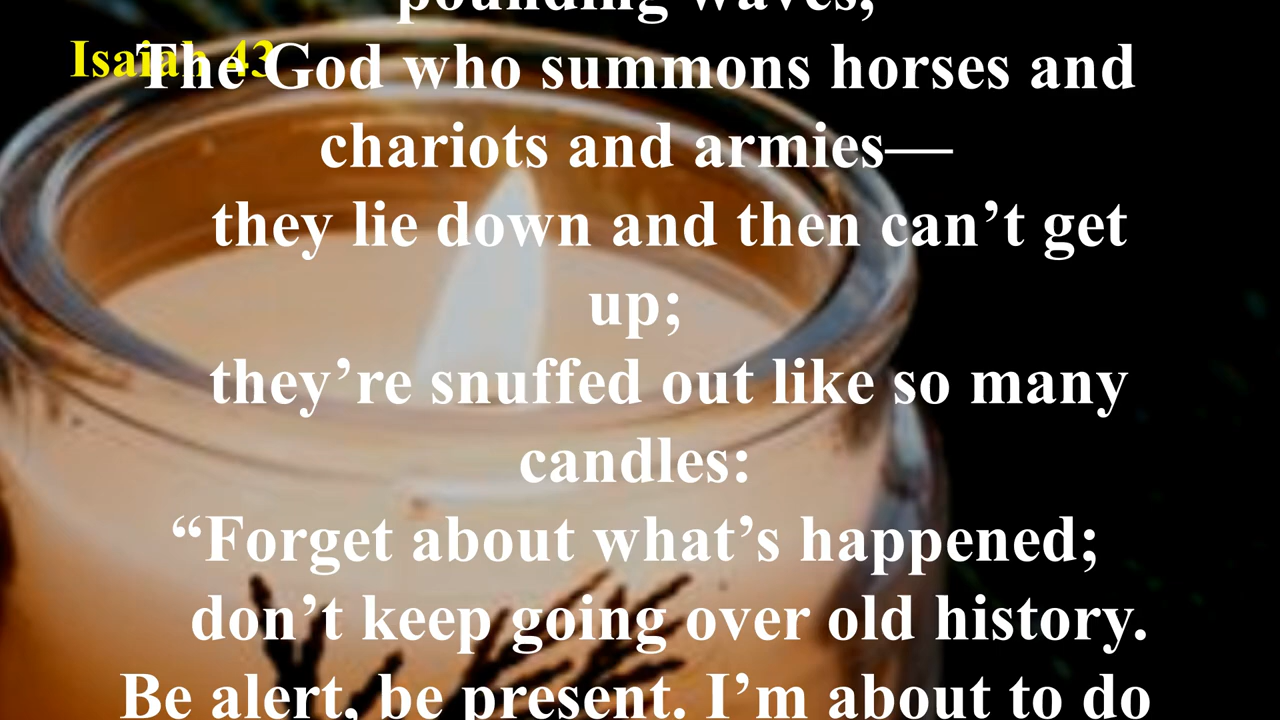 pounding waves,
Isaiah 43
The God who summons horses and
chariots and armies—
they lie down and then can’t get
up;
they’re snuffed out like so many
candles:
“Forget about what’s happened;
don’t keep going over old history.
Be alert, be present. I’m about to do